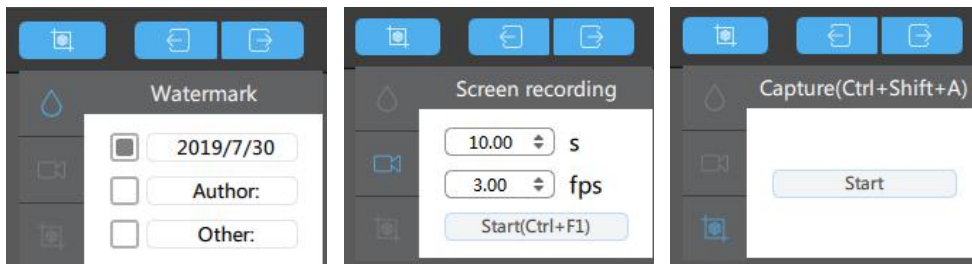 Watermark
2019/7/30
Author:
Other:
Screen recording
10.00 s
3.00 fps
Start(Ctrl+F1)
Capture(Ctrl+Shift+A)
Start